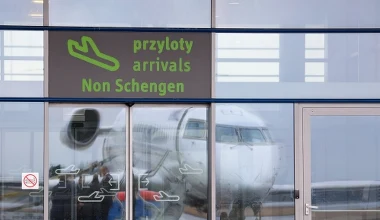 przyloty
arrivals
Non Schengen